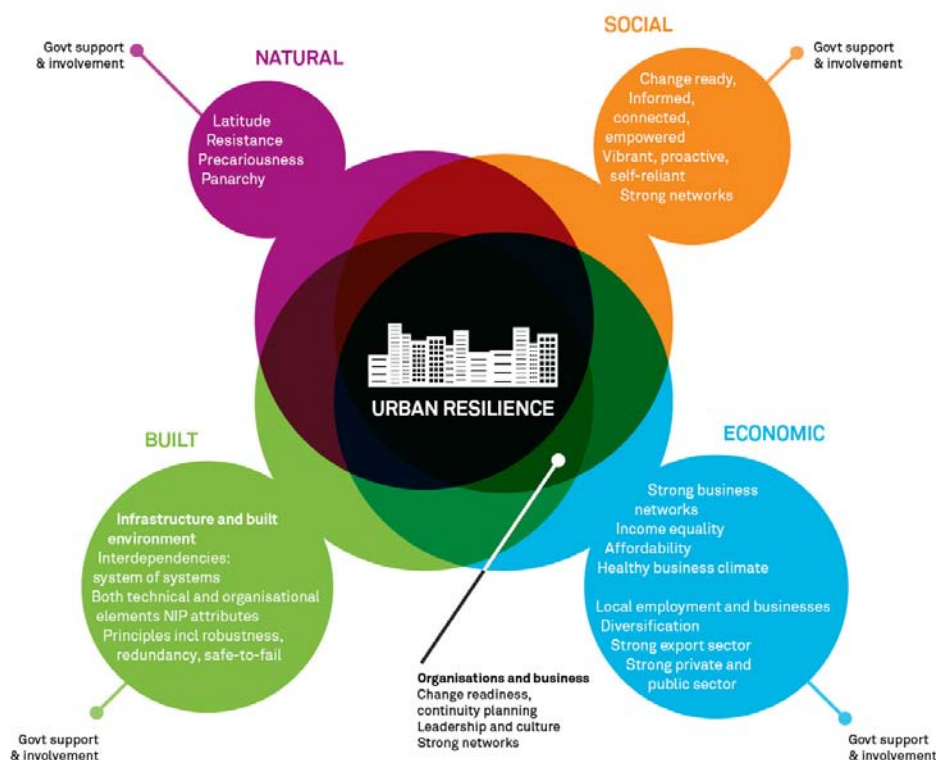 SOCIAL
Govt support
& involvement
NATURAL
Govt support
& involvement
Latitude
Resistance
Precariousness
Panarchy
Change ready,
Informed,
connected,
empowered
Vibrant, proactive,
self-reliant
Strong networks
URBAN RESILIENCE
BUILT
ECONOMIC
Infrastructure and built
environment
Interdependencies:
system of systems
Both technical and organisational
elements NIP attributes
Principles incl robustness,
redundancy, safe-to-fail
Strong business
networks
Income equality
Affordability
Healthy business climate
Local employment and businesses
Diversification
Strong export sector
Strong private and
public sector
Organisations and business
Change readiness,
continuity planning
Leadership and culture
Strong networks
Govt support
& involvement
Govt support
& involvement